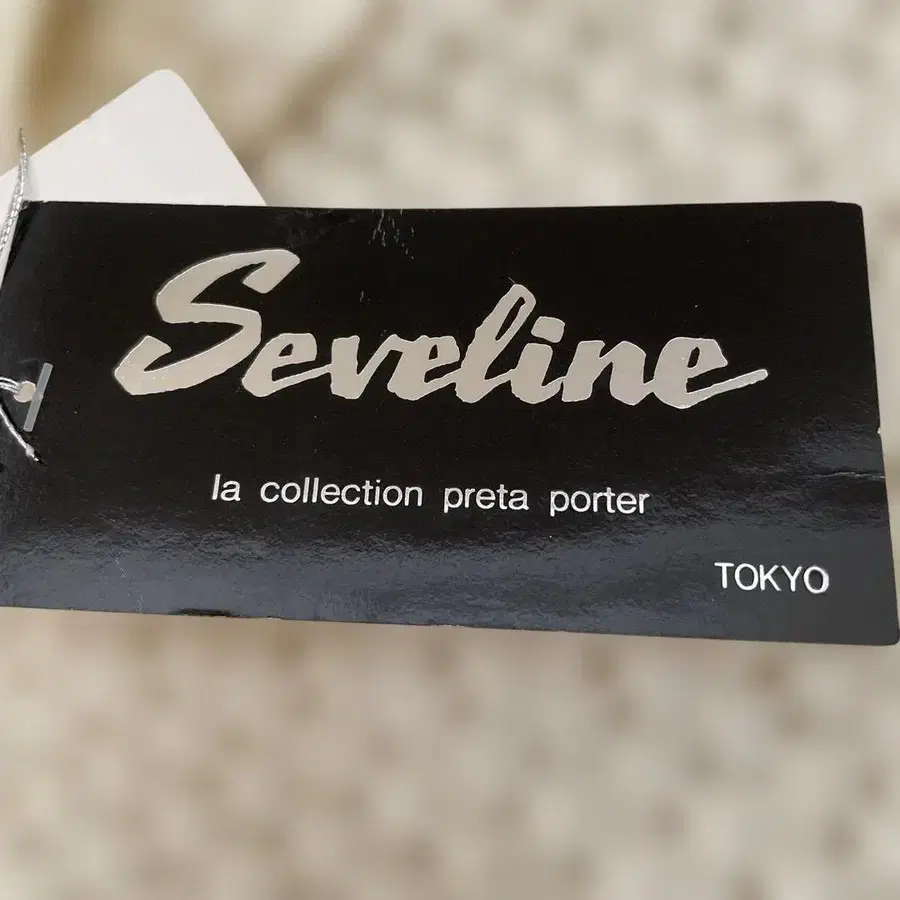 Seveline
la collection preta porter
TOKYO